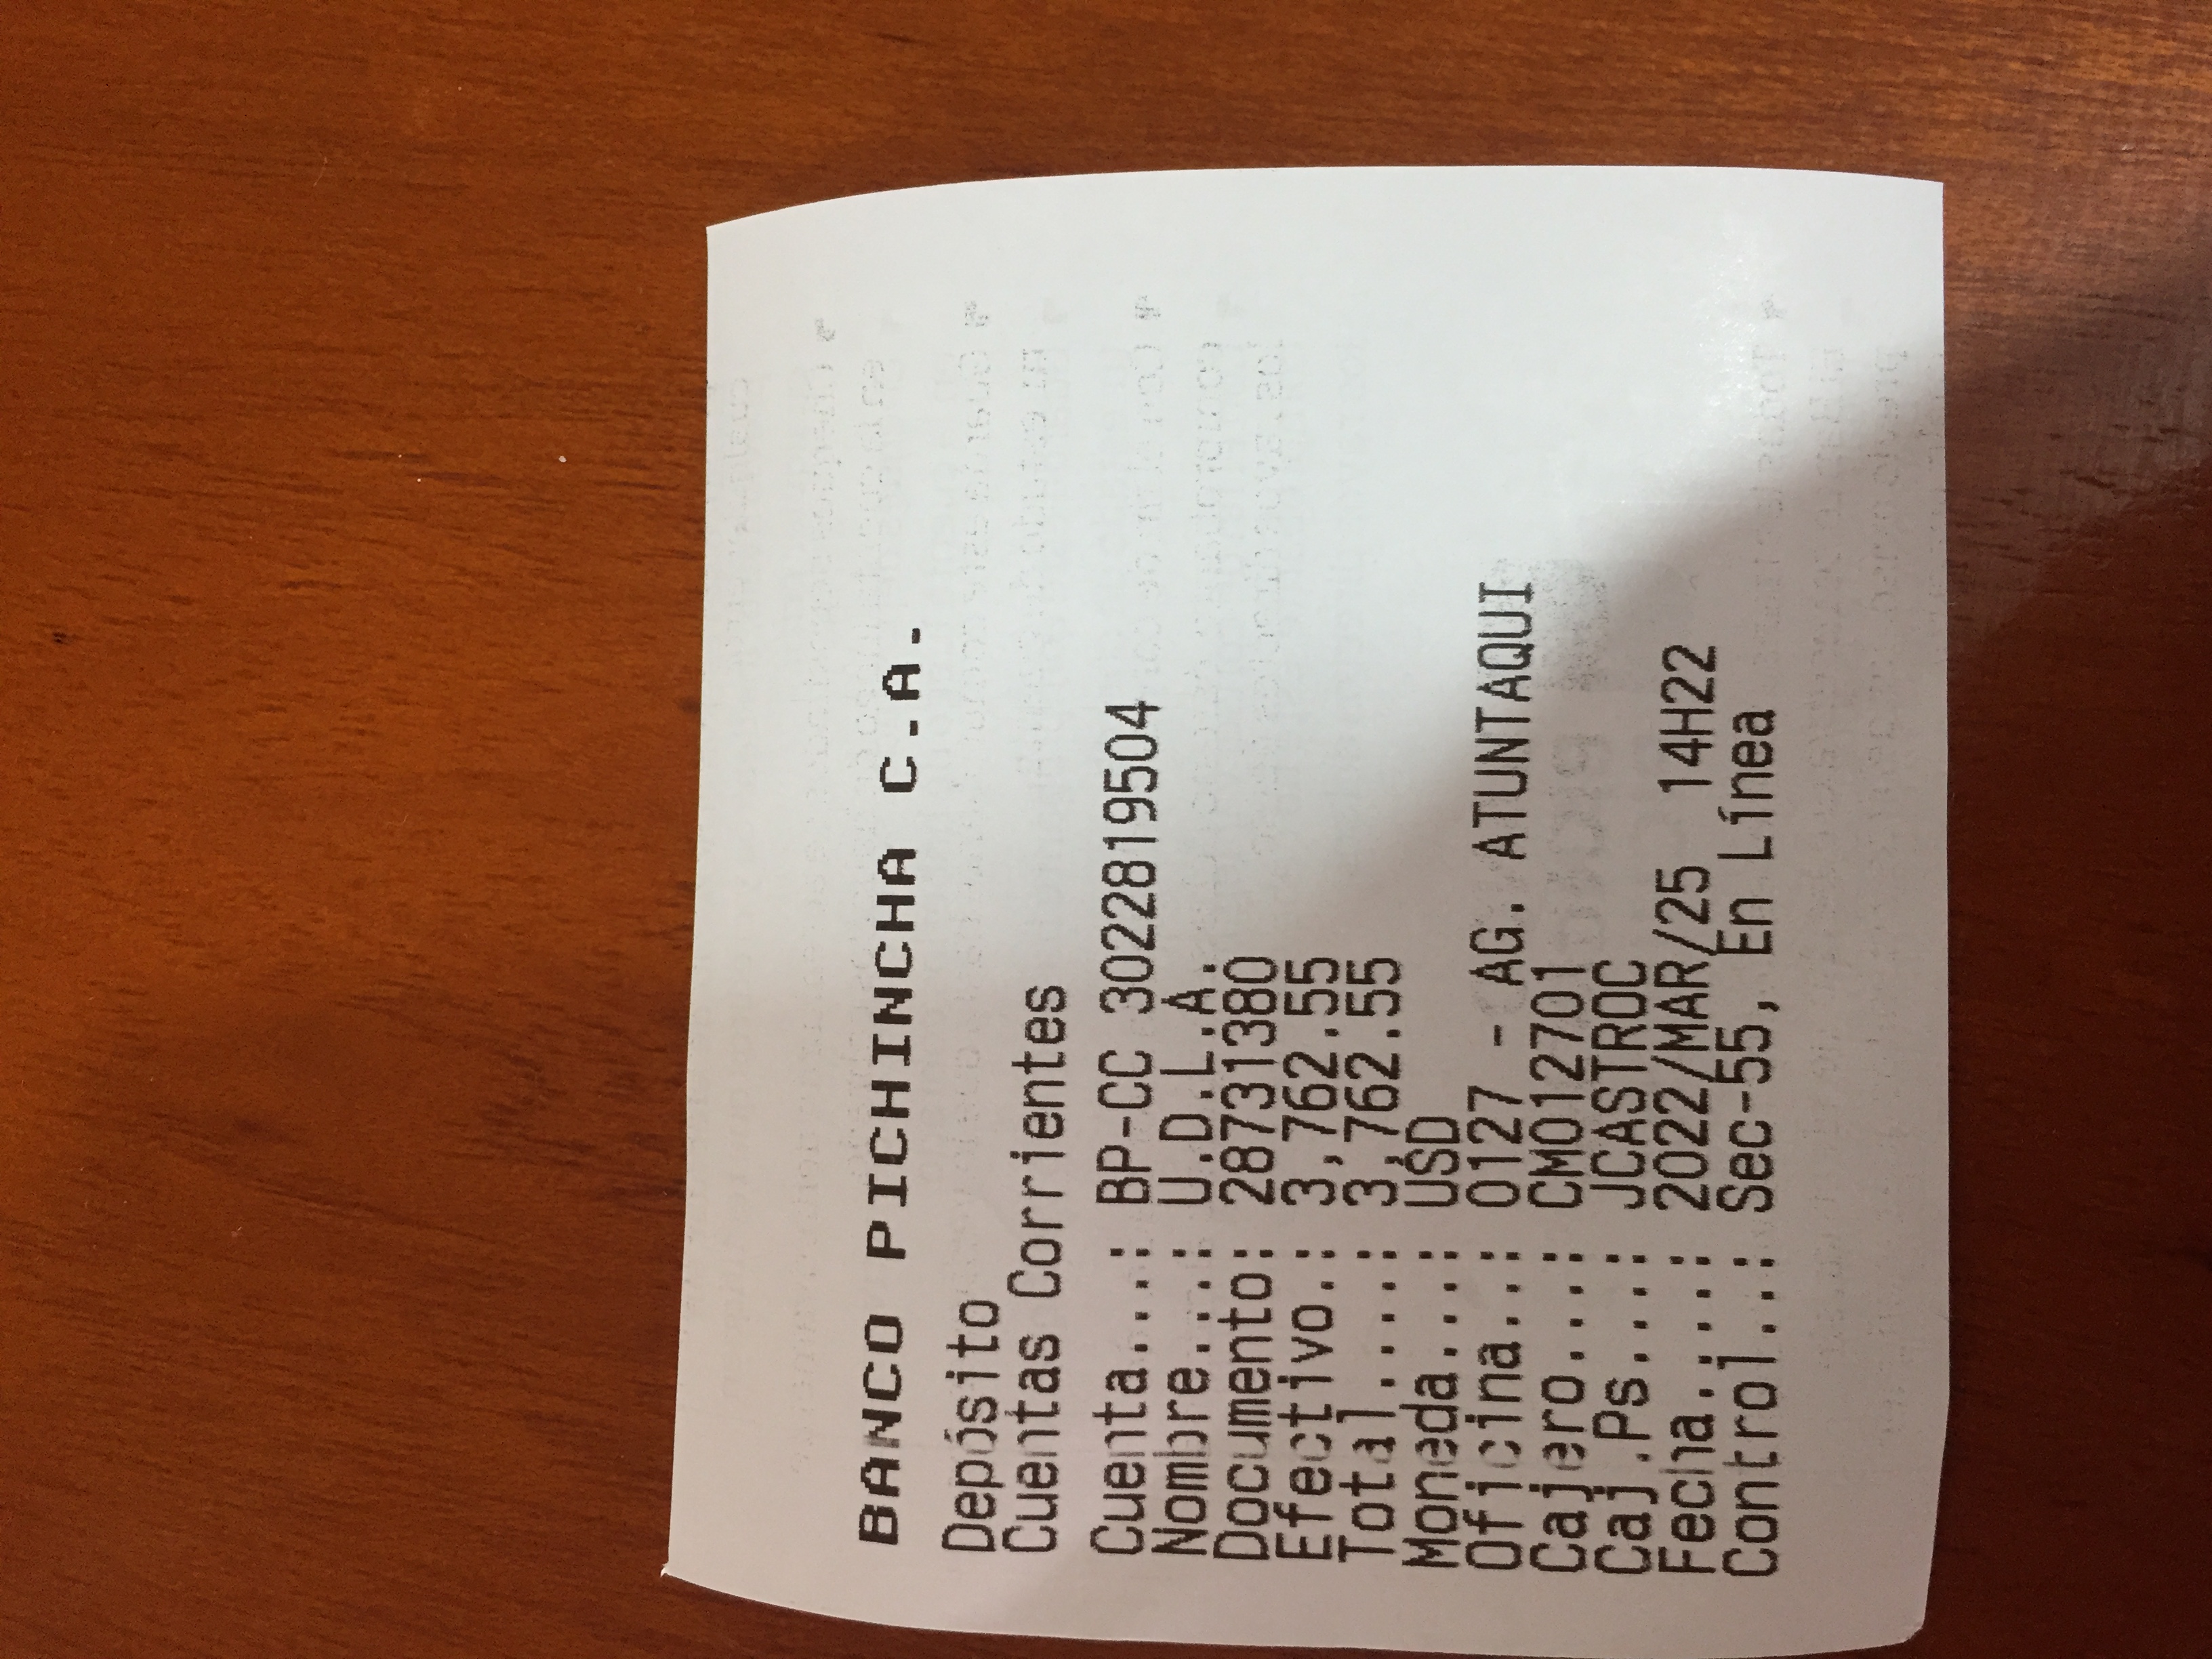 BANCO PICHINCHA C.A.
Depósito
Cuentas Corrientes
Cuenta...: BP-CC 3022819504
Nombre...: U.D.L.A.
Documento: 28731380
Efectivo.: 3,762.55
Total....: 3,762.55
Moneda...: USD
Oficina..: 0127 - AG. ATUNTAQUI
Cajero...: CM012701
Caj.Ps...: JCASTROC
Fecha....: 2022/MAR/25 14H22
Control..: Sec-55, En Línea